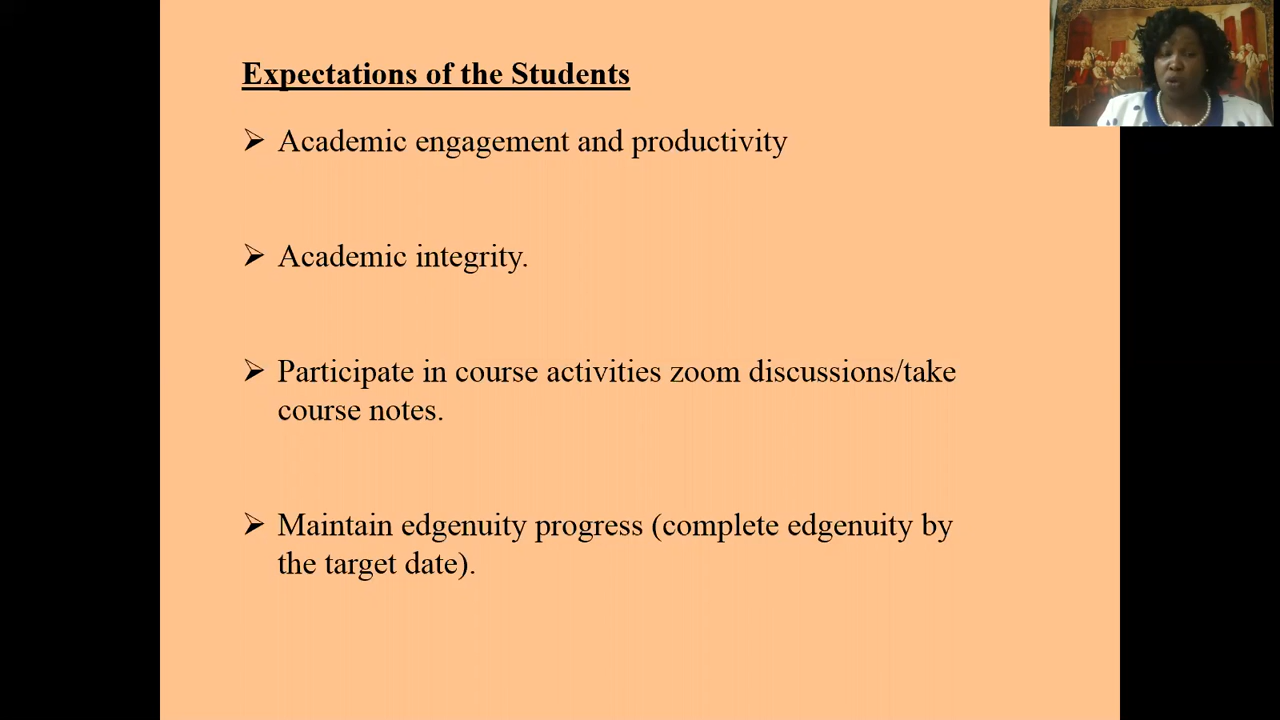 Expectations of the Students
➢ Academic engagement and productivity
➢ Academic integrity.
➢ Participate in course activities zoom discussions/take
course notes.
➢ Maintain edgenuity progress (complete edgenuity by
the target date).